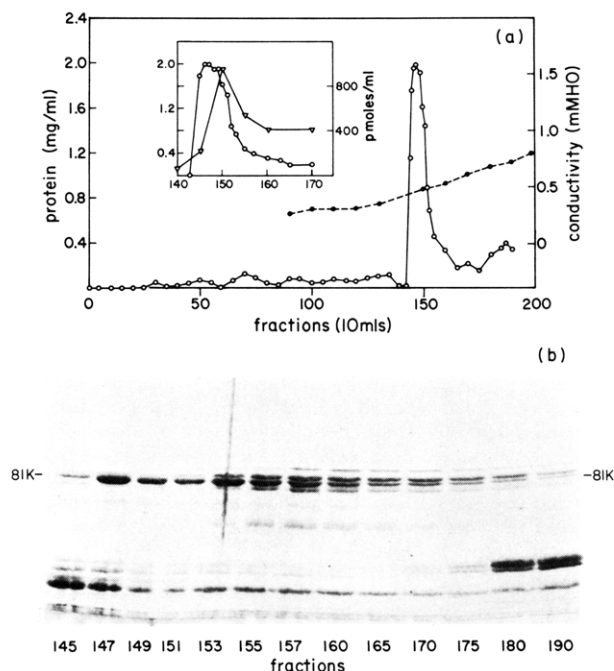 (a)
protein (mg/ml)
2.0
1.6
1.2
0.8
0.4
2.0
1.2
0.4
800
400
p moles/ml
140 150 160 170
1.5
1.0
0.5
0
conductivity (mMHO)
0 50 100 150 200
fractions (10mls)
(b)
81K- -81K
145 147 149 151 153 155 157 160 165 170 175 180 190
fractions